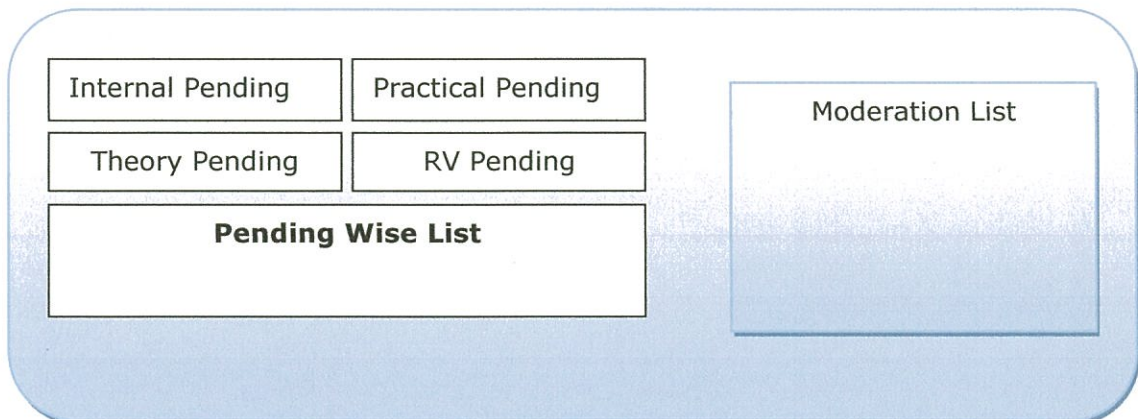 Internal Pending
Practical Pending
Theory Pending
RV Pending
Pending Wise List
Moderation List